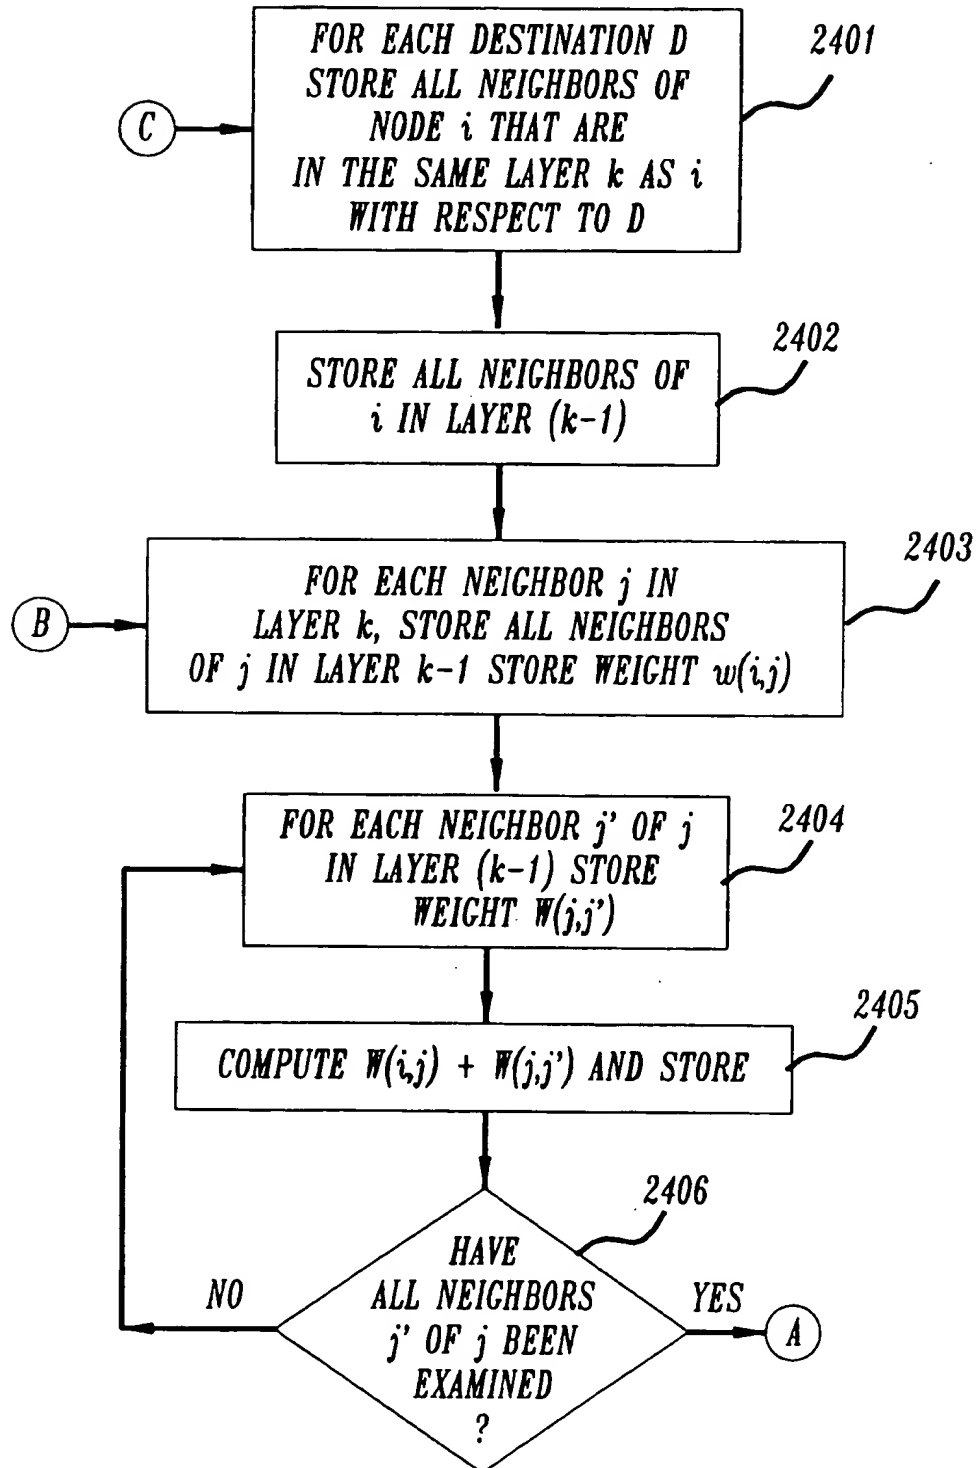 FOR EACH DESTINATION D
STORE ALL NEIGHBORS OF
NODE i THAT ARE
IN THE SAME LAYER k AS i
WITH RESPECT TO D
2401
C
STORE ALL NEIGHBORS OF
i IN LAYER (k-1)
2402
FOR EACH NEIGHBOR j IN
LAYER k, STORE ALL NEIGHBORS
OF j IN LAYER k-1 STORE WEIGHT w(i,j)
2403
B
FOR EACH NEIGHBOR j' OF j
IN LAYER (k-1) STORE
WEIGHT W(j,j')
2404
COMPUTE W(i,j) + W(j,j') AND STORE
2405
HAVE
ALL NEIGHBORS
j' OF j BEEN
EXAMINED
?
2406
NO
YES
A